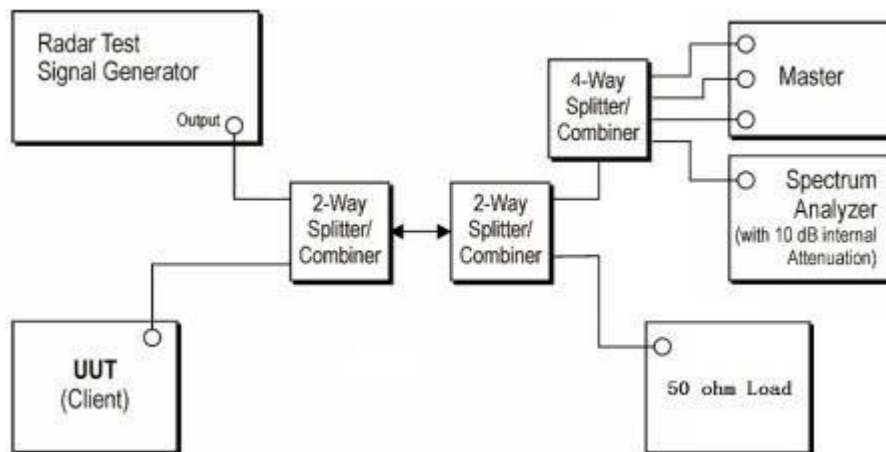 Radar Test
Signal Generator
Output
4-Way
Splitter/
Combiner
Master
Spectrum
Analyzer
(with 10 dB internal
Attenuation)
2-Way
Splitter/
Combiner
2-Way
Splitter/
Combiner
UUT
(Client)
50 ohm Load